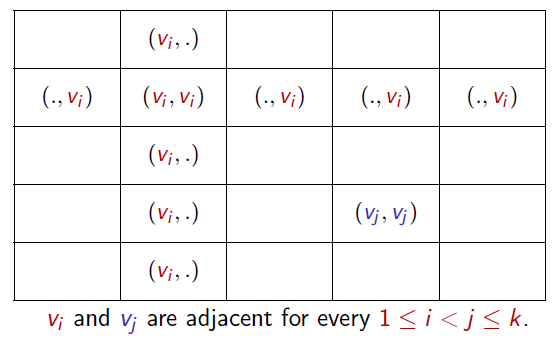 (vᵢ, .)
(., vᵢ) (vᵢ, vᵢ) (., vᵢ) (., vᵢ) (., vᵢ)
(vᵢ, .)
(vᵢ, .) (vⱼ, vⱼ)
(vᵢ, .)
vᵢ and vⱼ are adjacent for every 1 ≤ i < j ≤ k.